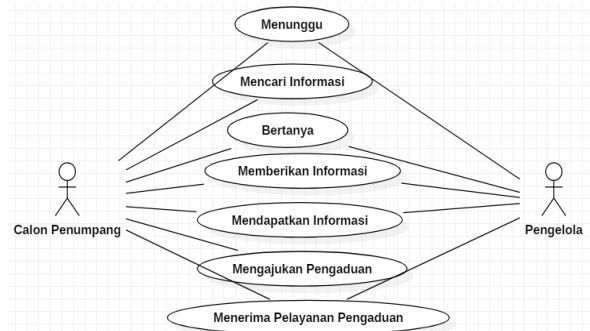 Menunggu
Mencari Informasi
Bertanya
Memberikan Informasi
Mendapatkan Informasi
Calon Penumpang
Pengelola
Mengajukan Pengaduan
Menerima Pelayanan Pengaduan